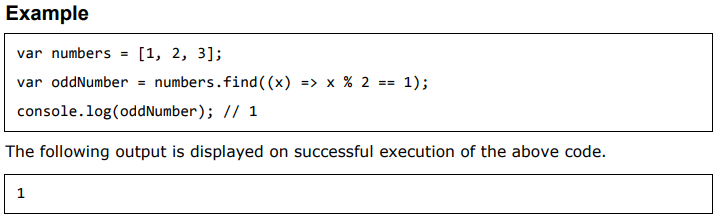 Example
var numbers = [1, 2, 3];
var oddNumber = numbers.find((x) => x % 2 == 1);
console.log(oddNumber); // 1
The following output is displayed on successful execution of the above code.
1